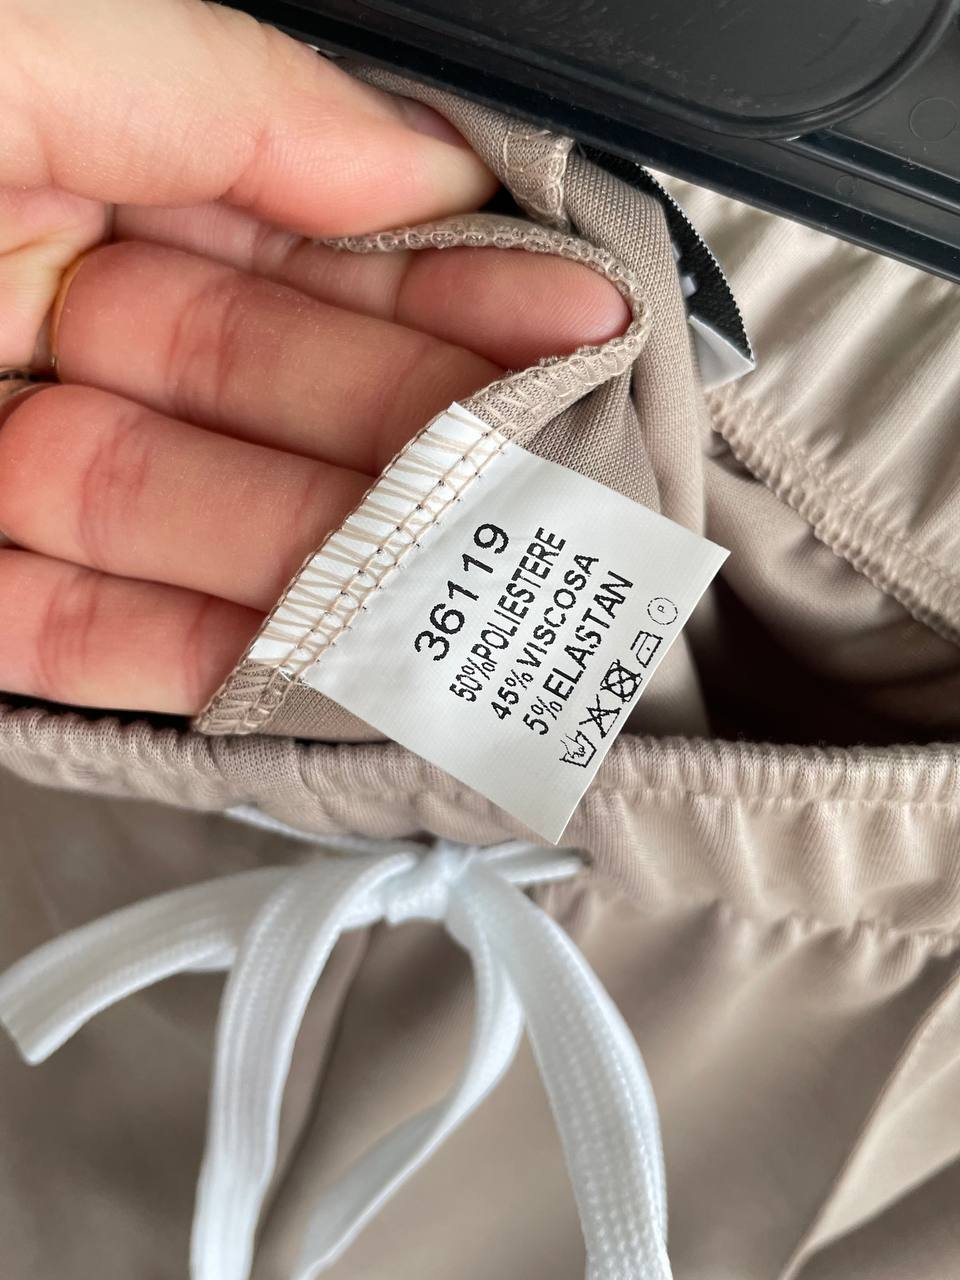 36119
50%POLIESTERE
45%VISCOSA
5%ELASTAN
P